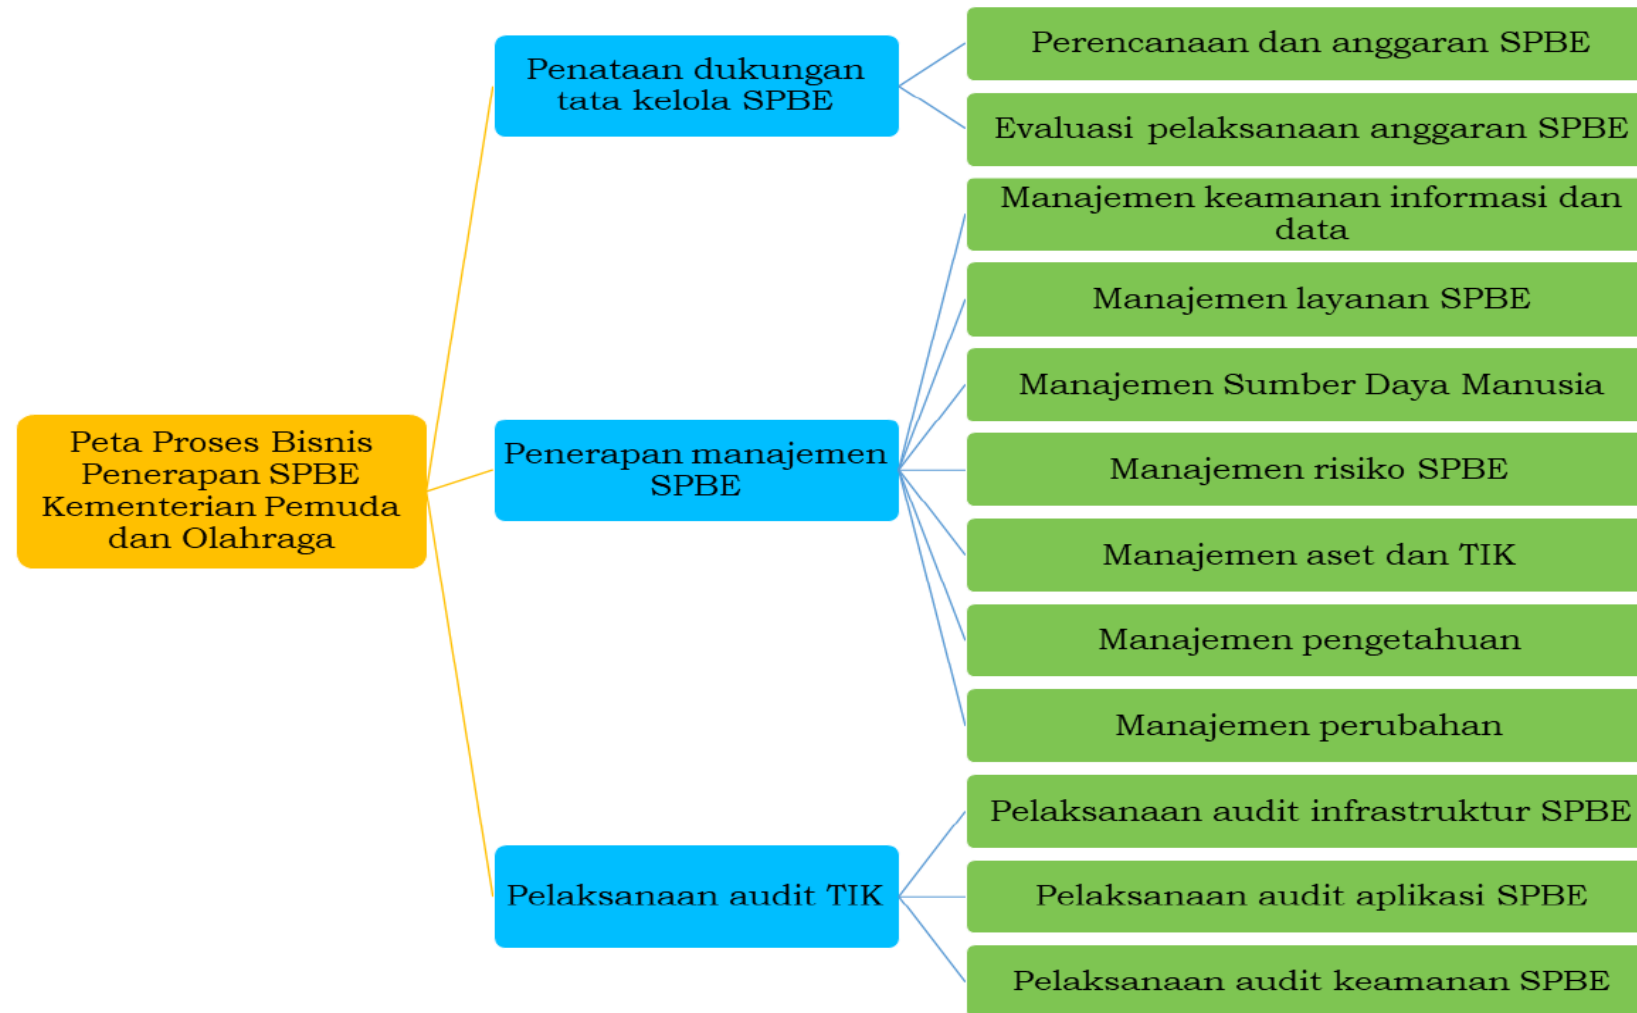 Peta Proses Bisnis
Penerapan SPBE
Kementerian Pemuda
dan Olahraga
Penataan dukungan
tata kelola SPBE
Perencanaan dan anggaran SPBE
Evaluasi pelaksanaan anggaran SPBE
Penerapan manajemen
SPBE
Manajemen keamanan informasi dan
data
Manajemen layanan SPBE
Manajemen Sumber Daya Manusia
Manajemen risiko SPBE
Manajemen aset dan TIK
Manajemen pengetahuan
Manajemen perubahan
Pelaksanaan audit TIK
Pelaksanaan audit infrastruktur SPBE
Pelaksanaan audit aplikasi SPBE
Pelaksanaan audit keamanan SPBE